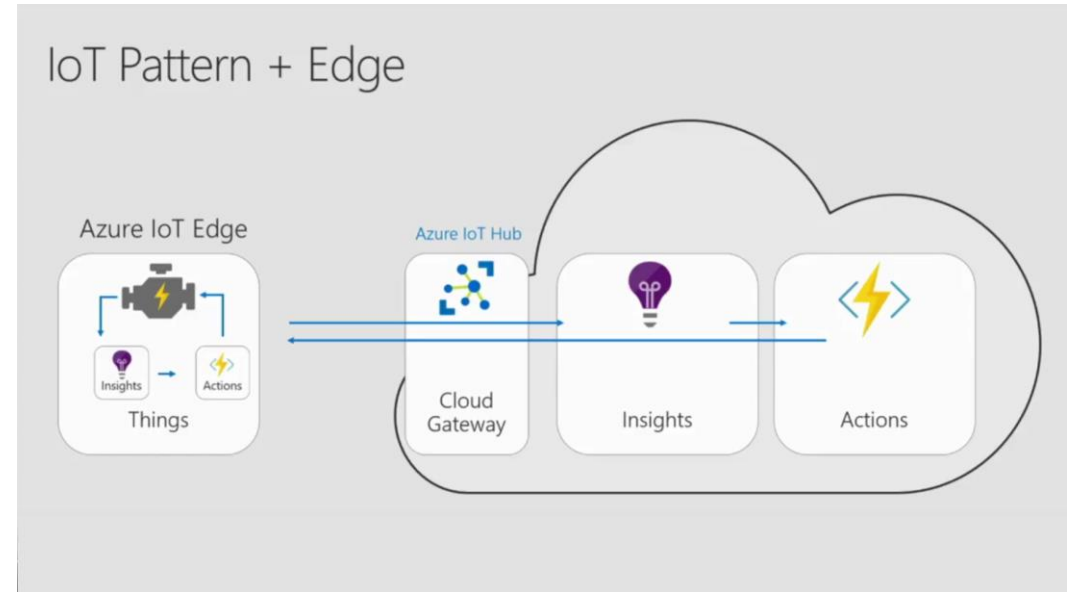 IoT Pattern + Edge
Azure IoT Edge
Insights
Actions
Things
Azure IoT Hub
Cloud
Gateway
Insights
Actions